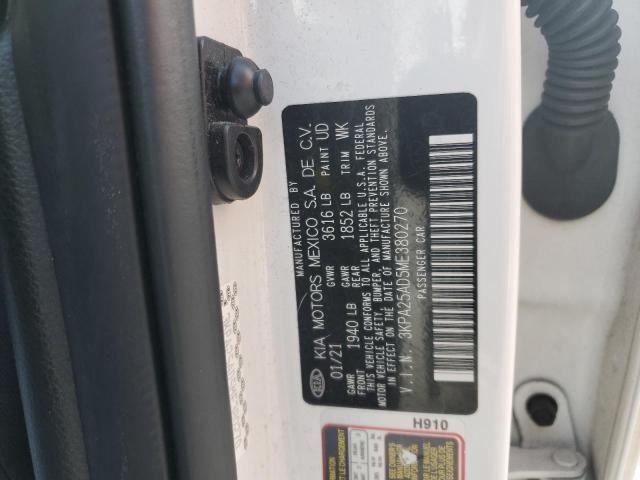 MANUFACTURED BY
KIA KIA MOTORS MEXICO S.A. DE C.V.
01/21 GVWR 3616 LB PAINT UD
GAWR FRONT 1940 LB GAWR REAR 1852 LB TRIM WK
THIS VEHICLE CONFORMS TO ALL APPLICABLE U.S.A. FEDERAL
MOTOR VEHICLE SAFETY, BUMPER, AND THEFT PREVENTION STANDARDS
IN EFFECT ON THE DATE OF MANUFACTURE SHOWN ABOVE.
V.I.N. 3KPA25AD5ME380270
PASSENGER CAR
H910